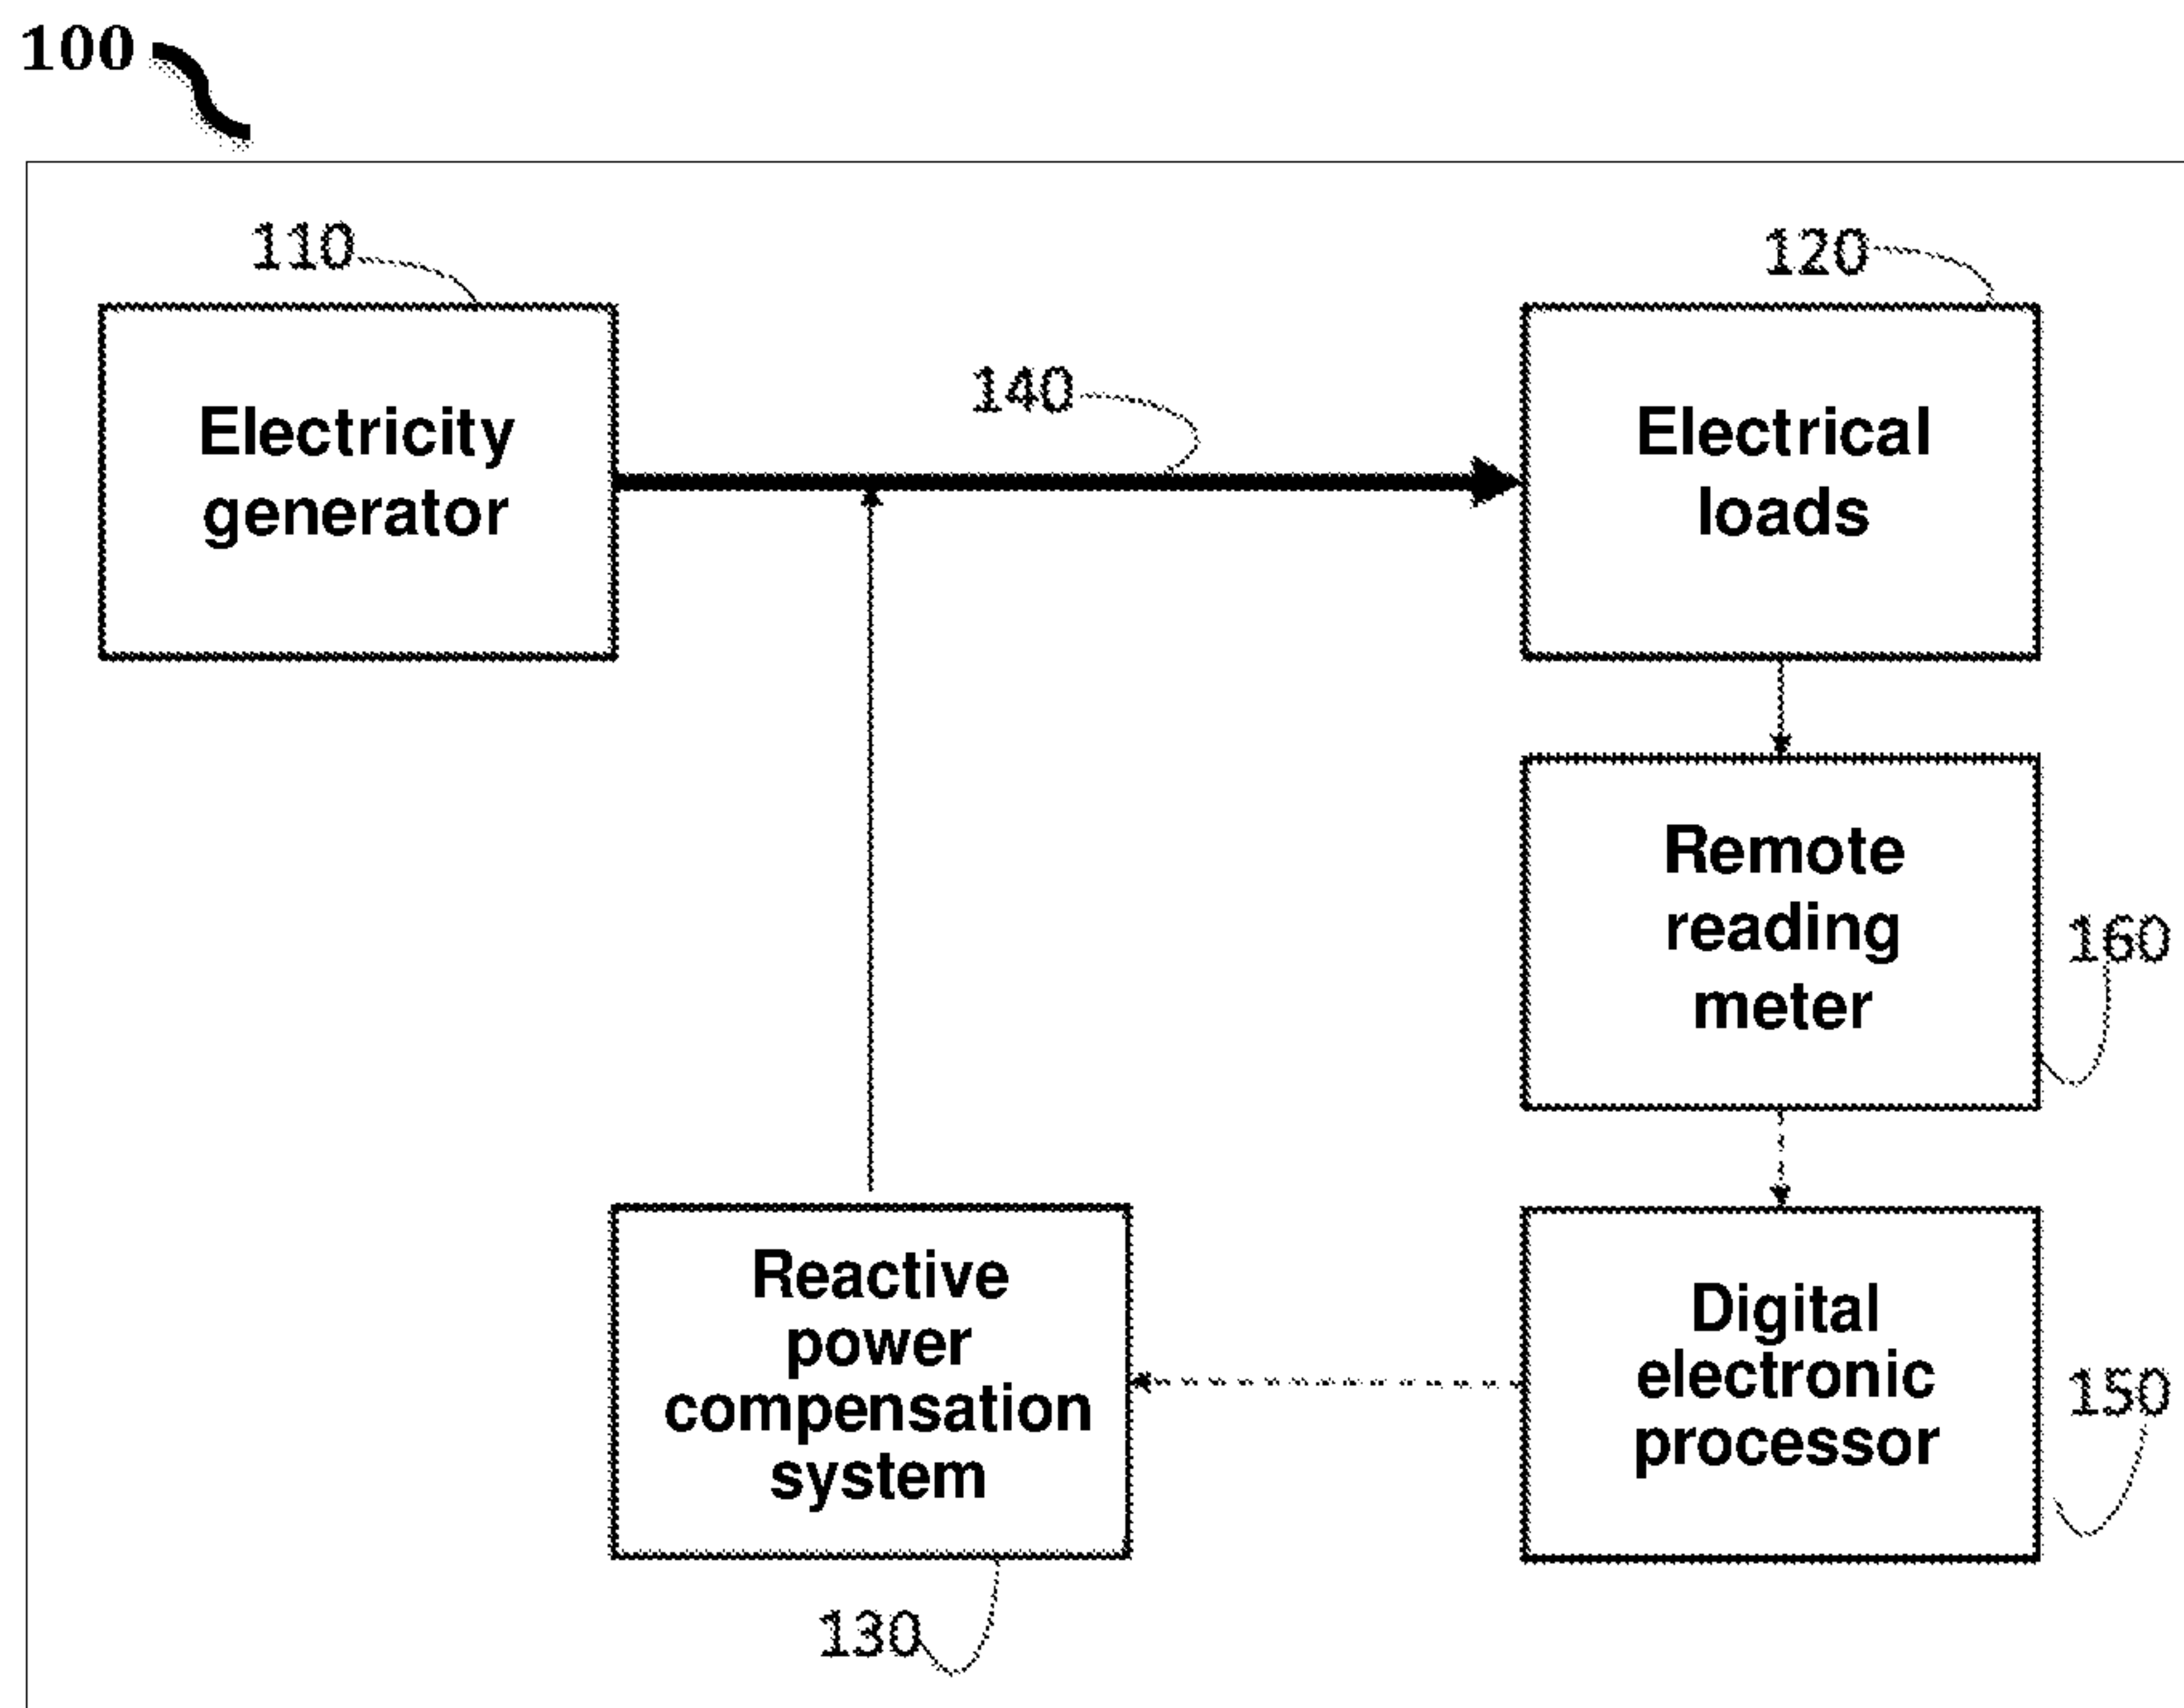 100
110
120
140
Electricity
generator
Electrical
loads
Remote
reading
meter
160
Reactive
power
compensation
system
Digital
electronic
processor
150
130